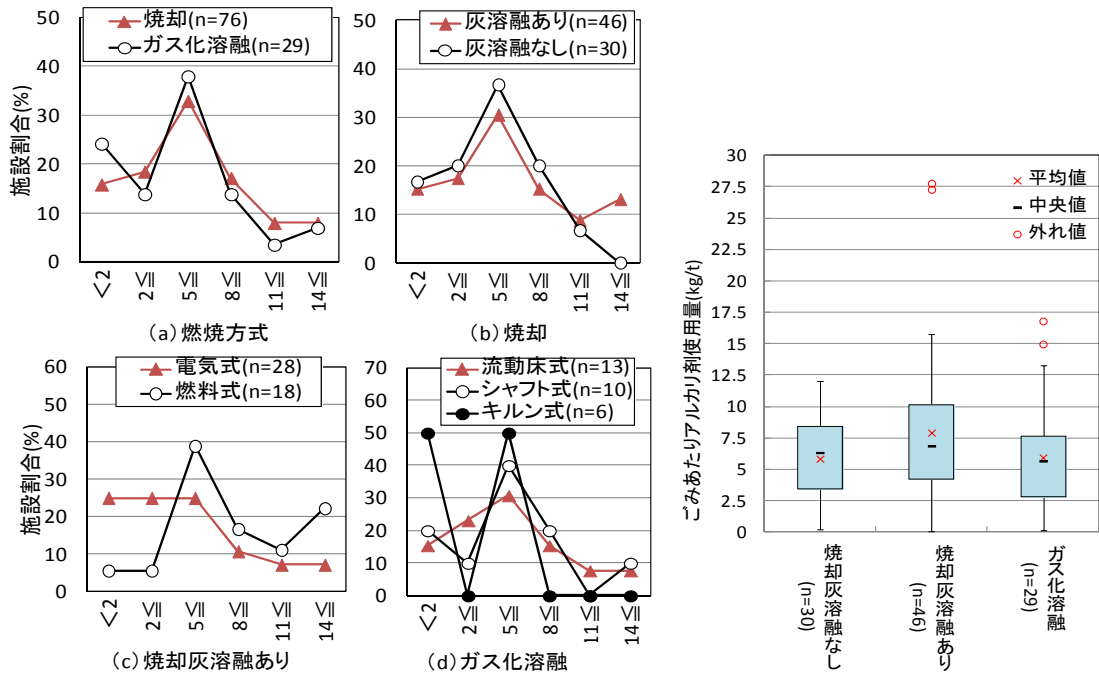 施設割合(%)
50
40
30
20
10
0
焼却(n=76)
ガス化溶融(n=29)
<2
2≦
5≦
8≦
11≦
14≦
(a)燃焼方式
50
40
30
20
10
0
灰溶融あり(n=46)
灰溶融なし(n=30)
<2
2≦
5≦
8≦
11≦
14≦
(b)焼却
施設割合(%)
60
50
40
30
20
10
0
電気式(n=28)
燃料式(n=18)
<2
2≦
5≦
8≦
11≦
14≦
(c)焼却灰溶融あり
70
60
50
40
30
20
10
0
流動床式(n=13)
シャフト式(n=10)
キルン式(n=6)
<2
2≦
5≦
8≦
11≦
14≦
(d)ガス化溶融
ごみあたりアルカリ剤使用量(kg/t)
30
27.5
25
22.5
20
17.5
15
12.5
10
7.5
5
2.5
0
平均値
中央値
外れ値
焼却灰溶融なし
(n=30)
焼却灰溶融あり
(n=46)
ガス化溶融
(n=29)